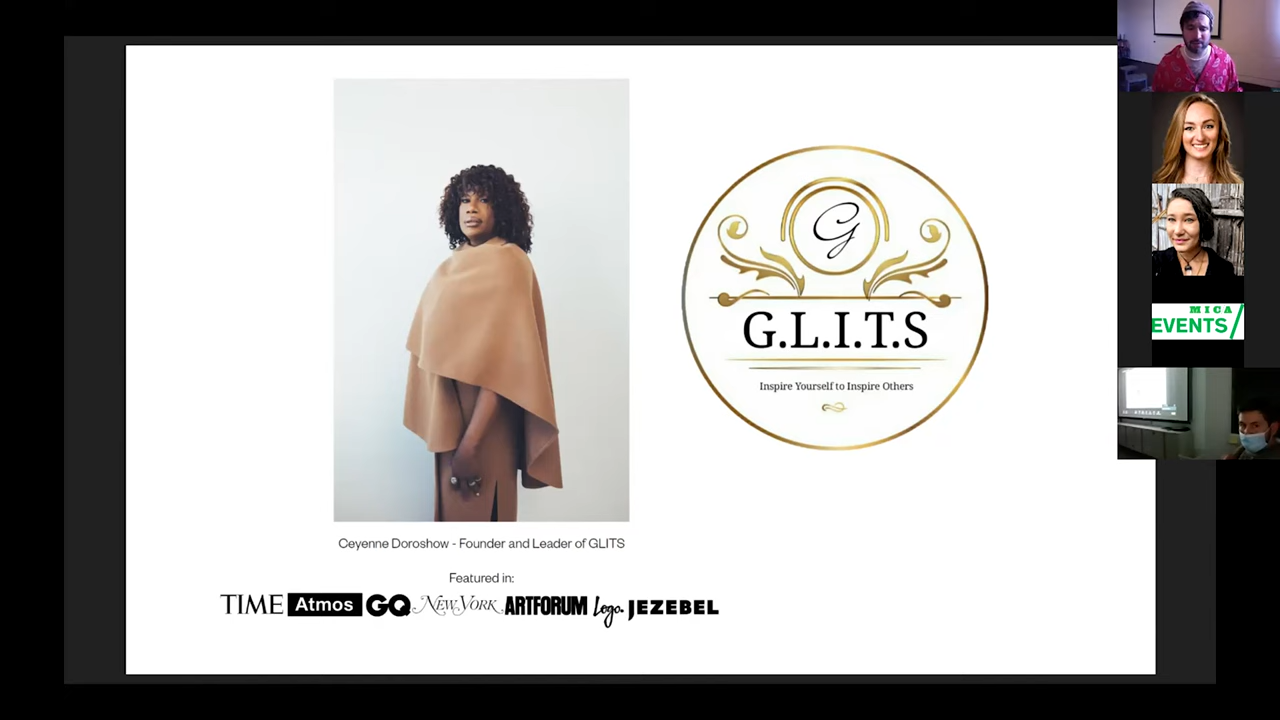 G
G.L.I.T.S
Inspire Yourself to Inspire Others
Ceyenne Doroshow - Founder and Leader of GLITS
Featured in:
TIME Atmos GQ NEW YORK ARTFORUM Logo. JEZEBEL
MICA
EVENTS/